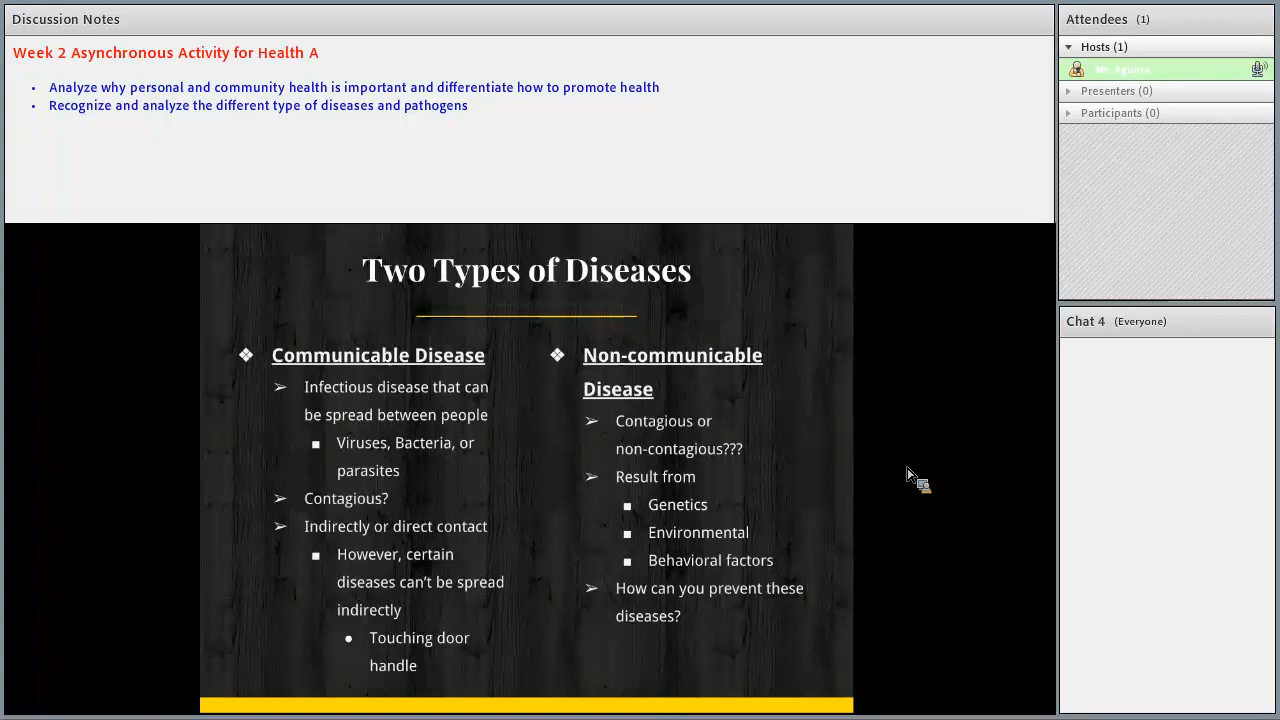 Discussion Notes
Week 2 Asynchronous Activity for Health A
• Analyze why personal and community health is important and differentiate how to promote health
• Recognize and analyze the different type of diseases and pathogens
Two Types of Diseases
❖ Communicable Disease
➢ Infectious disease that can
be spread between people
■ Viruses, Bacteria, or
parasites
➢ Contagious?
➢ Indirectly or direct contact
■ However, certain
diseases can't be spread
indirectly
● Touching door
handle
❖ Non-communicable
Disease
➢ Contagious or
non-contagious???
➢ Result from
■ Genetics
■ Environmental
■ Behavioral factors
➢ How can you prevent these
diseases?
Attendees (1)
Hosts (1)
Mr. Aguirre
Presenters (0)
Participants (0)
Chat 4 (Everyone)